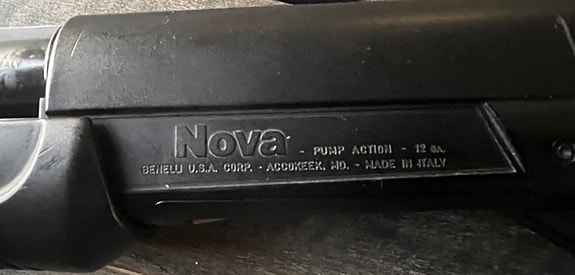 Nova - PUMP ACTION - 12 GA.
BENELLI U.S.A. CORP. - ACCOKEEK, MD. - MADE IN ITALY